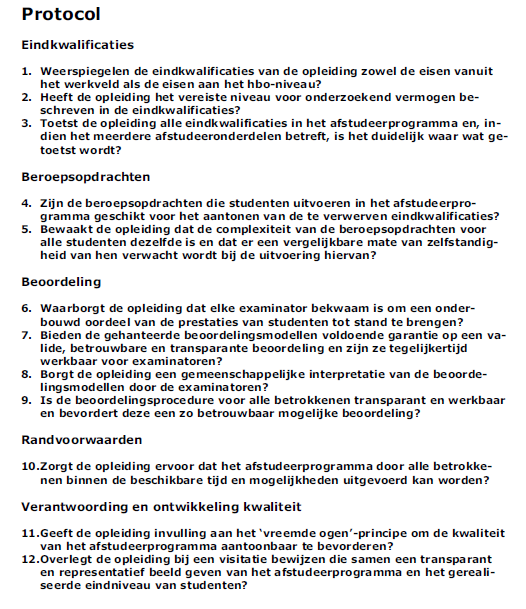 Protocol
Eindkwalificaties
1. Weerspiegelen de eindkwalificaties van de opleiding zowel de eisen vanuit
het werkveld als de eisen aan het hbo-niveau?
2. Heeft de opleiding het vereiste niveau voor onderzoekend vermogen be-
schreven in de eindkwalificaties?
3. Toetst de opleiding alle eindkwalificaties in het afstudeerprogramma en, in-
dien het meerdere afstudeeronderdelen betreft, is het duidelijk waar wat ge-
toetst wordt?
Beroepsopdrachten
4. Zijn de beroepsopdrachten die studenten uitvoeren in het afstudeerpro-
gramma geschikt voor het aantonen van de te verwerven eindkwalificaties?
5. Bewaakt de opleiding dat de complexiteit van de beroepsopdrachten voor
alle studenten dezelfde is en dat er een vergelijkbare mate van zelfstandig-
heid van hen verwacht wordt bij de uitvoering hiervan?
Beoordeling
6. Waarborgt de opleiding dat elke examinator bekwaam is om een onder-
bouwd oordeel van de prestaties van studenten tot stand te brengen?
7. Bieden de gehanteerde beoordelingsmodellen voldoende garantie op een va-
lide, betrouwbare en transparante beoordeling en zijn ze tegelijkertijd
werkbaar voor examinatoren?
8. Borgt de opleiding een gemeenschappelijke interpretatie van de beoorde-
lingsmodellen door de examinatoren?
9. Is de beoordelingsprocedure voor alle betrokkenen transparant en werkbaar
en bevordert deze een zo betrouwbaar mogelijke beoordeling?
Randvoorwaarden
10.Zorgt de opleiding ervoor dat het afstudeerprogramma door alle betrokke-
nen binnen de beschikbare tijd en mogelijkheden uitgevoerd kan worden?
Verantwoording en ontwikkeling kwaliteit
11.Geeft de opleiding invulling aan het ‘vreemde ogen’-principe om de kwaliteit
van het afstudeerprogramma aantoonbaar te bevorderen?
12.Overlegt de opleiding bij een visitatie bewijzen die samen een transparant
en representatief beeld geven van het afstudeerprogramma en het gereali-
seerde eindniveau van studenten?